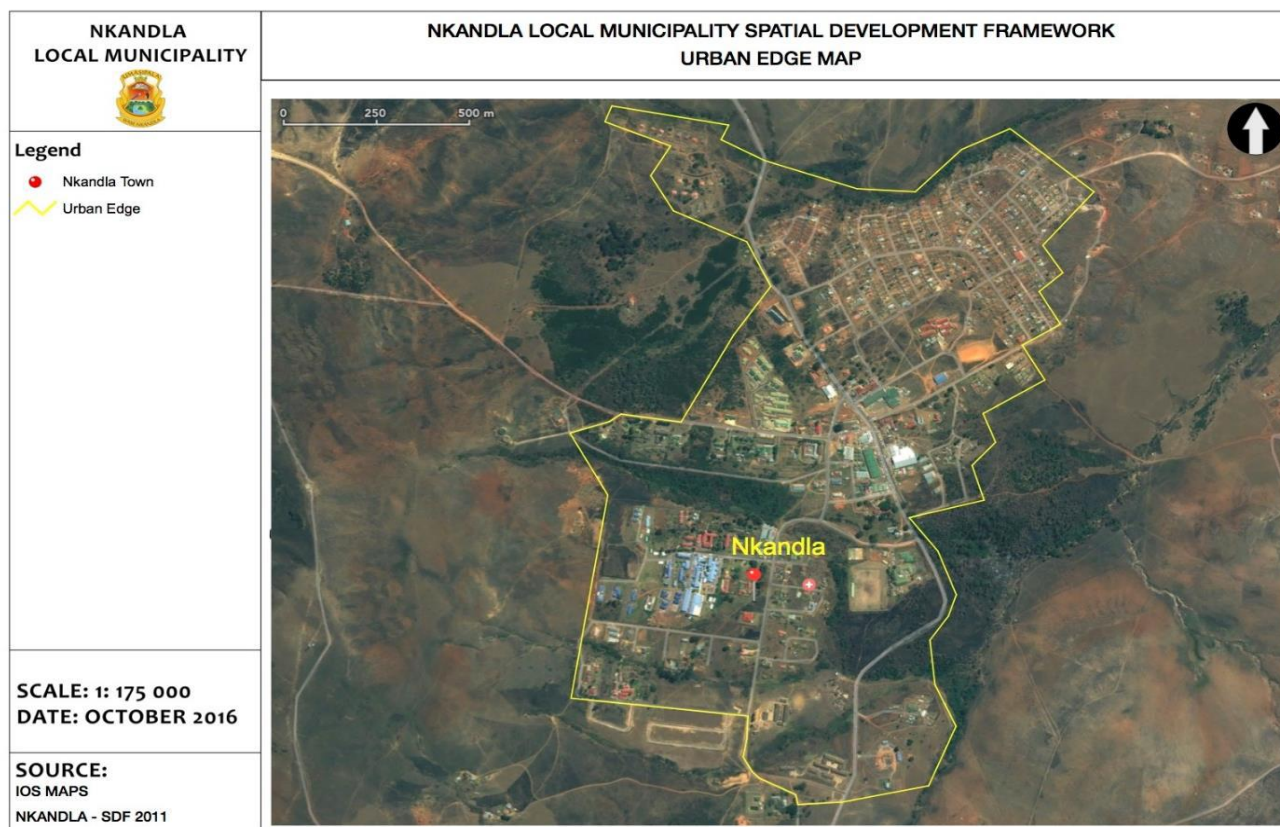 NKANDLA
LOCAL MUNICIPALITY
NKANDLA LOCAL MUNICIPALITY SPATIAL DEVELOPMENT FRAMEWORK
URBAN EDGE MAP
Legend
Nkandla Town
Urban Edge
0 250 500 m
Nkandla
SCALE: 1: 175 000
DATE: OCTOBER 2016
SOURCE:
IOS MAPS
NKANDLA - SDF 2011